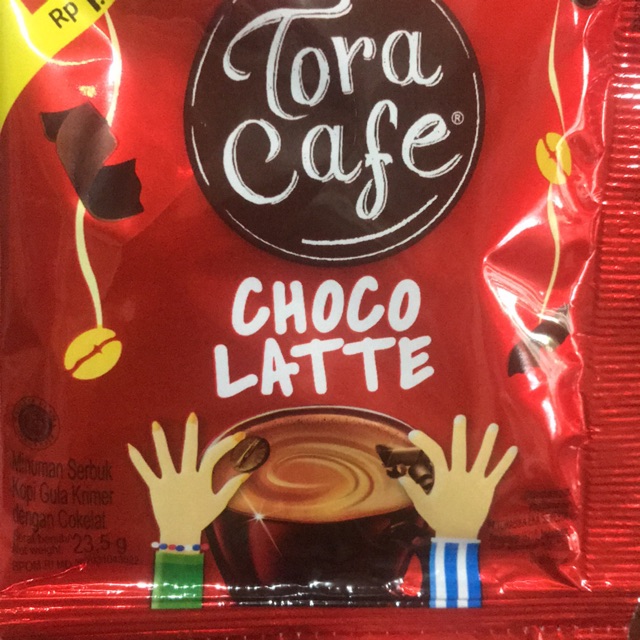 Rp
Tora
Cafe®
CHOCO
LATTE
Minuman Serbuk
Kopi Gula Krimer
dengan Cokelat
23,5 g